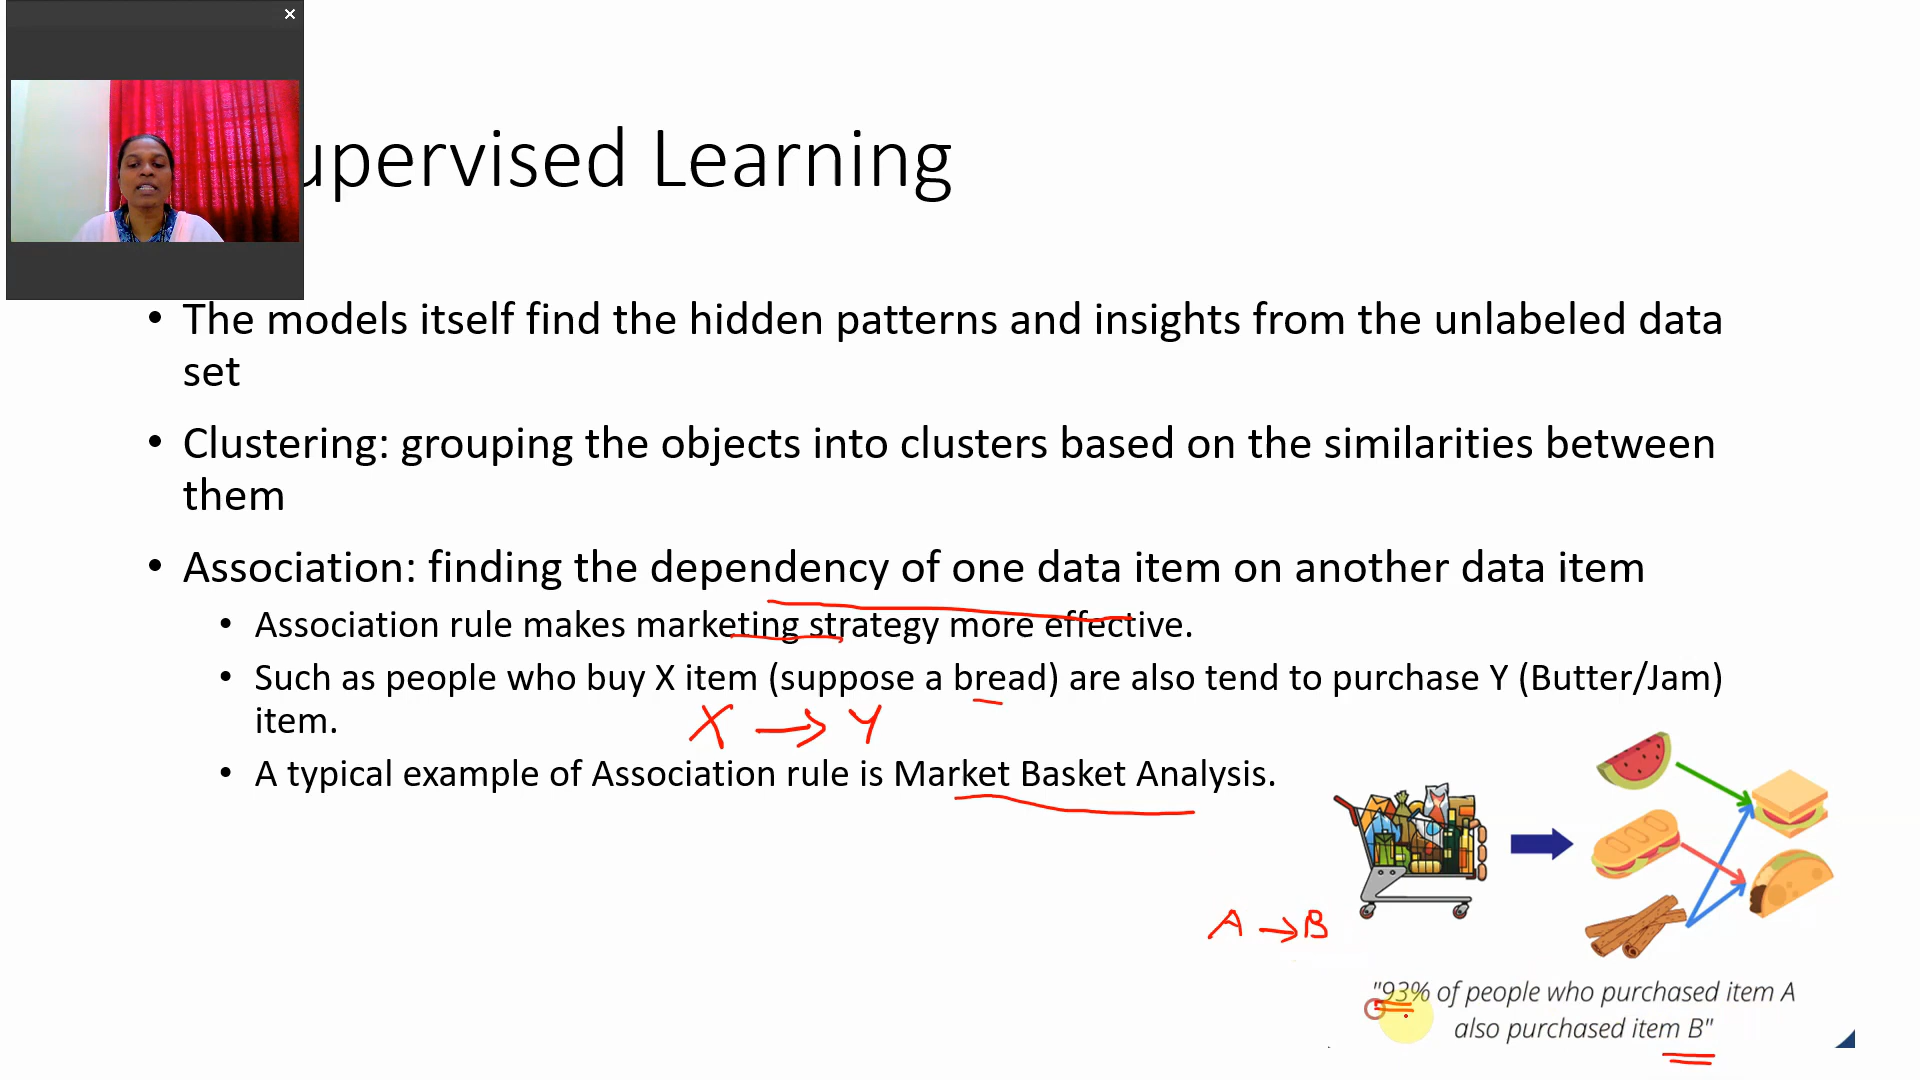 upervised Learning
• The models itself find the hidden patterns and insights from the unlabeled data
set
• Clustering: grouping the objects into clusters based on the similarities between
them
• Association: finding the dependency of one data item on another data item
• Association rule makes marketing strategy more effective.
• Such as people who buy X item (suppose a bread) are also tend to purchase Y (Butter/Jam)
item.
X → Y
• A typical example of Association rule is Market Basket Analysis.
A → B
"93% of people who purchased item A
also purchased item B"